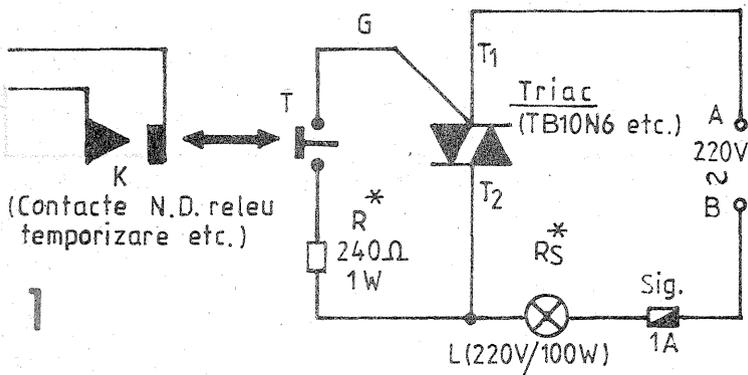 G
T1
T
Triac
(TB10N6 etc.)
A
220V
~
B
K
(Contacte N.D. releu
temporizare etc.)
T2
R*
240Ω
1W
RS*
Sig.
1A
L(220V/100W)
1